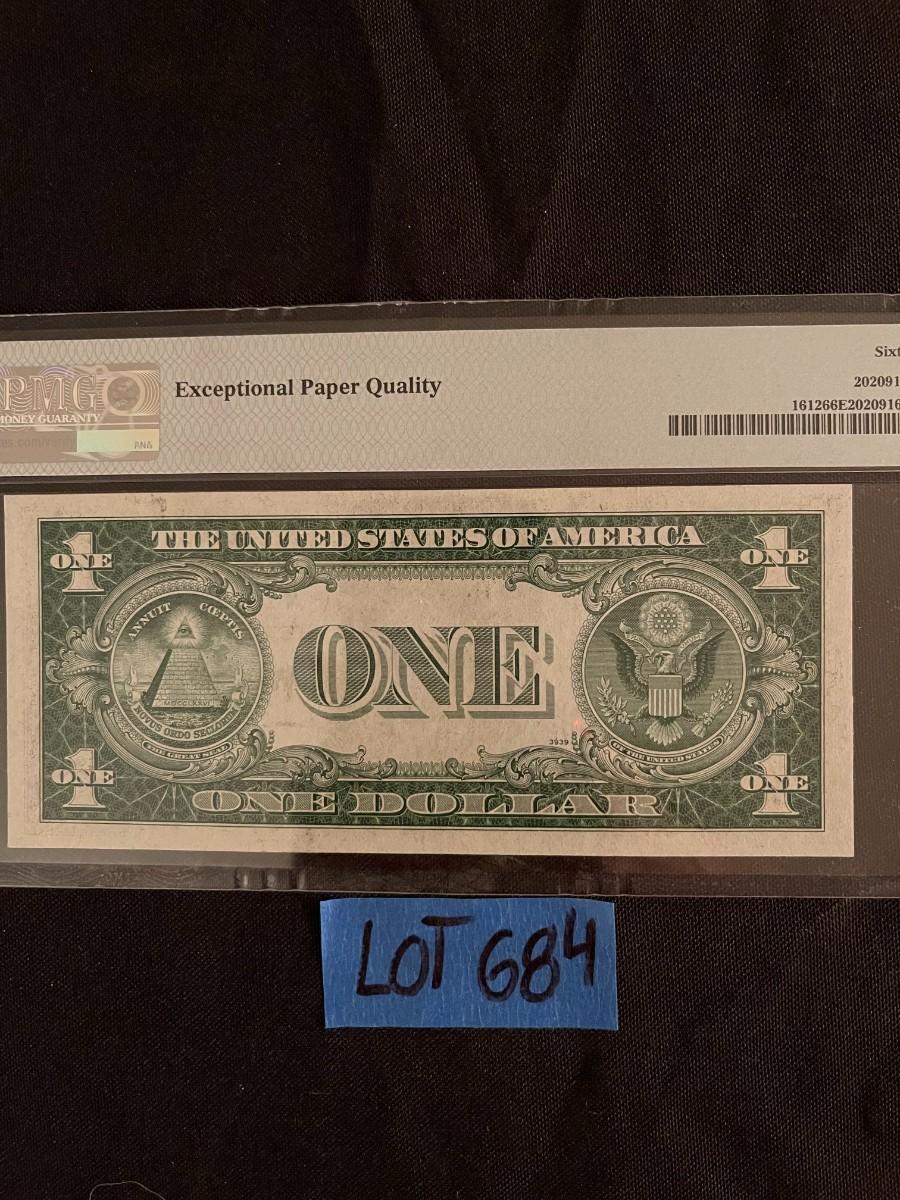 PMG
MONEY GUARANTY
Exceptional Paper Quality
Sixt
202091
161266E2020916
THE UNITED STATES OF AMERICA
1
ONE
1
ONE
ANNUIT CŒPTIS
MDCCLXXVI
NOVUS ORDO SECLORUM
THE GREAT SEAL
ONE
3939
OF THE UNITED STATES
1
ONE
1
ONE
ONE DOLLAR
LOT 684